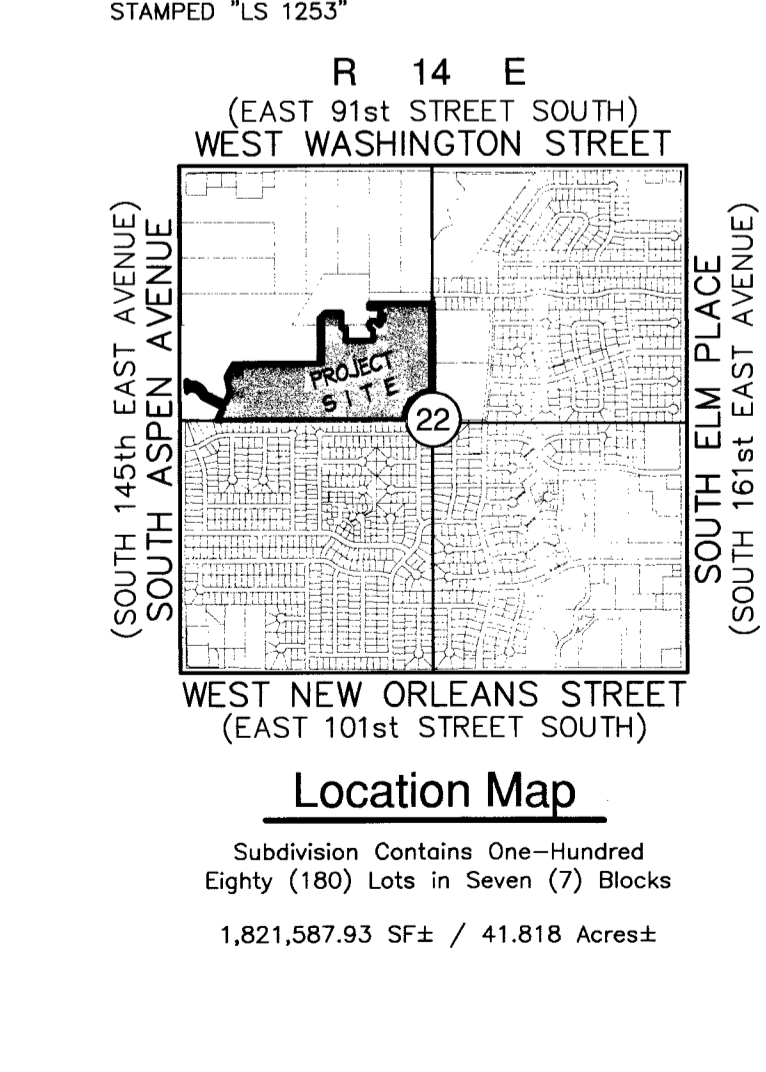 STAMPED "LS 1253"
R 14 E
(EAST 91st STREET SOUTH)
WEST WASHINGTON STREET
(SOUTH 145th EAST AVENUE)
SOUTH ASPEN AVENUE
PROJECT
SITE
22
SOUTH ELM PLACE
(SOUTH 161st EAST AVENUE)
WEST NEW ORLEANS STREET
(EAST 101st STREET SOUTH)
Location Map
Subdivision Contains One-Hundred
Eighty (180) Lots in Seven (7) Blocks
1,821,587.93 SF± / 41.818 Acres±